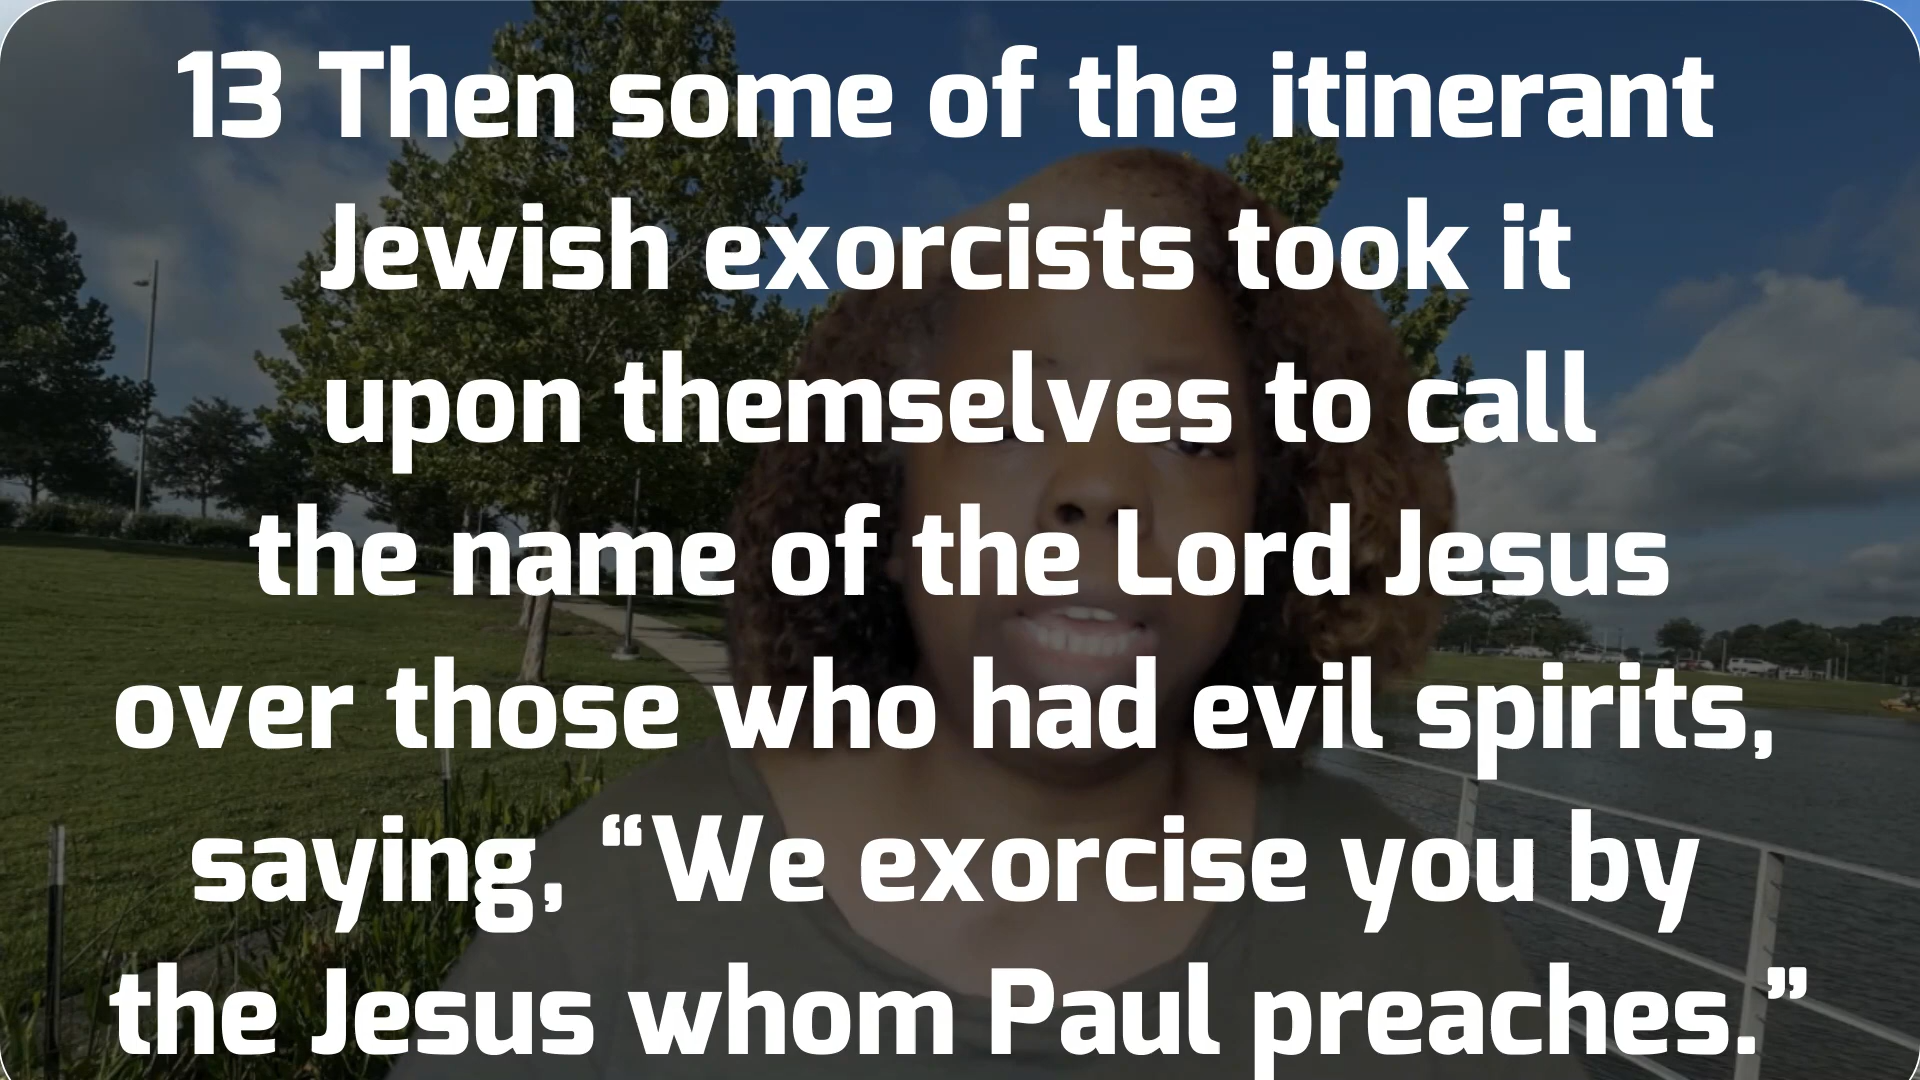 13 Then some of the itinerant
Jewish exorcists took it
upon themselves to call
the name of the Lord Jesus
over those who had evil spirits,
saying, “We exorcise you by
the Jesus whom Paul preaches.”